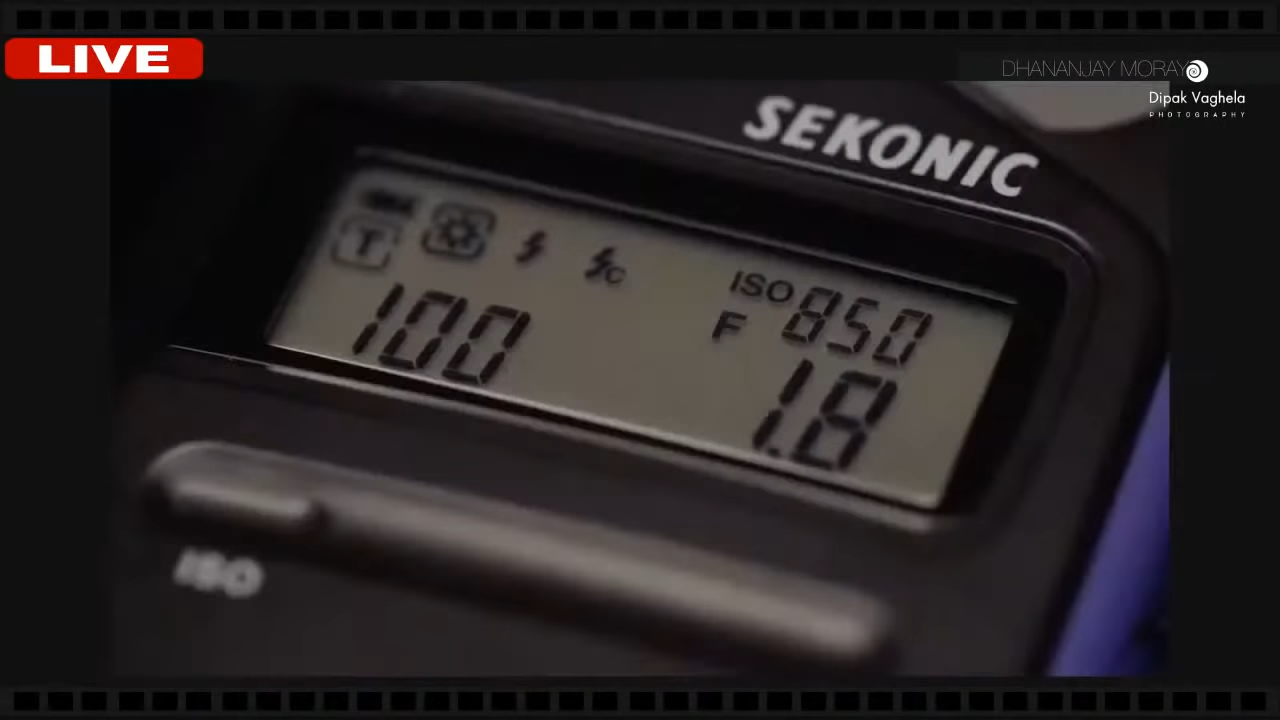 LIVE
DHANANJAY MORAY
Dipak Vaghela
PHOTOGRAPHY
SEKONIC
T
C
ISO 850
100
F 1.8
ISO